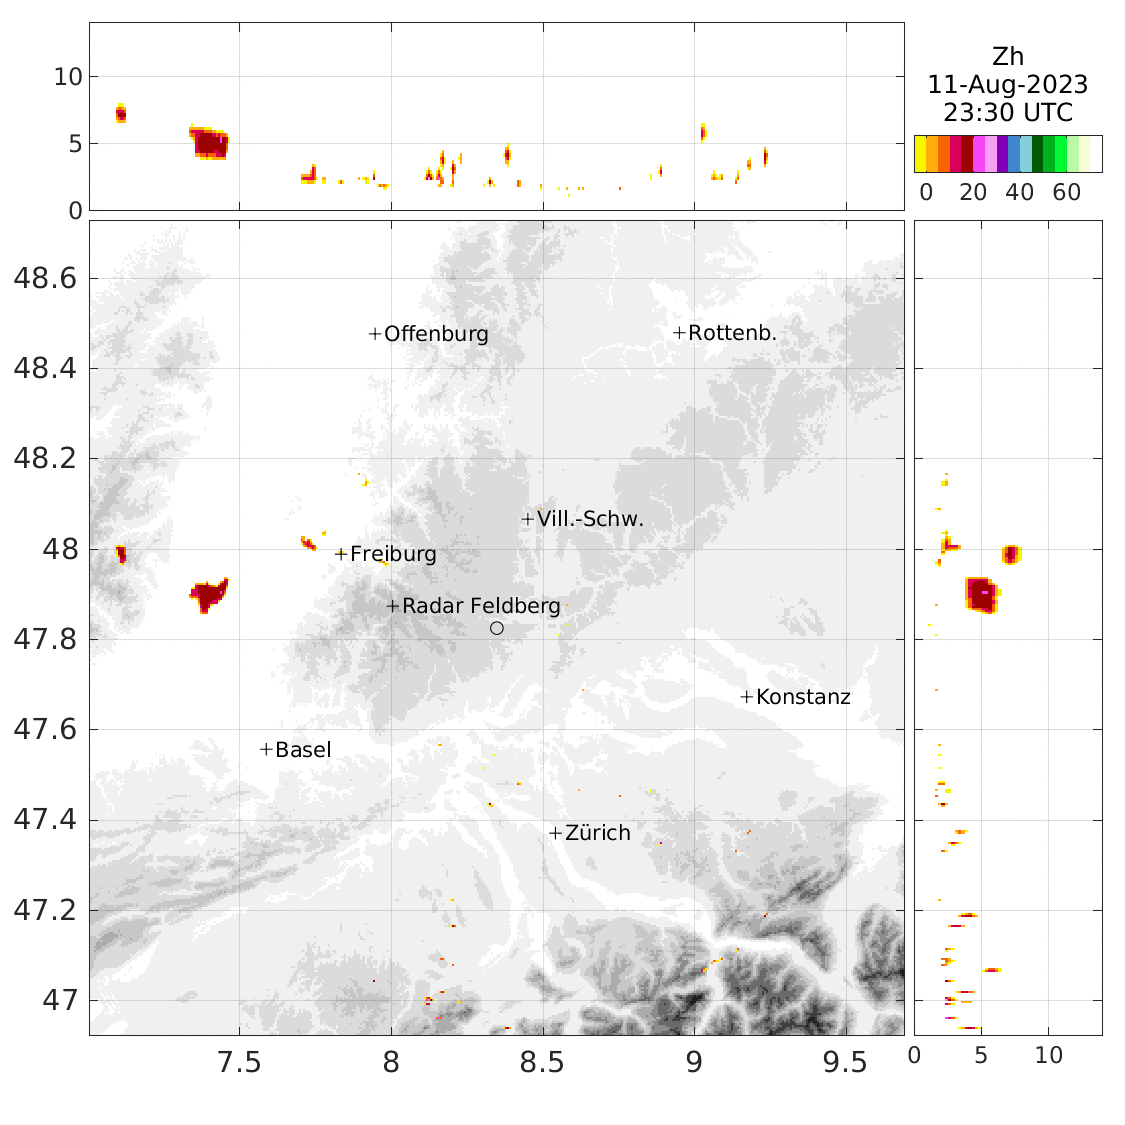 10
5
0
Zh
11-Aug-2023
23:30 UTC
0 20 40 60
48.6
48.4
48.2
48
47.8
47.6
47.4
47.2
47
Offenburg
Rottenb.
Vill.-Schw.
Freiburg
Radar Feldberg
Konstanz
Basel
Zürich
7.5 8 8.5 9 9.5
0 5 10